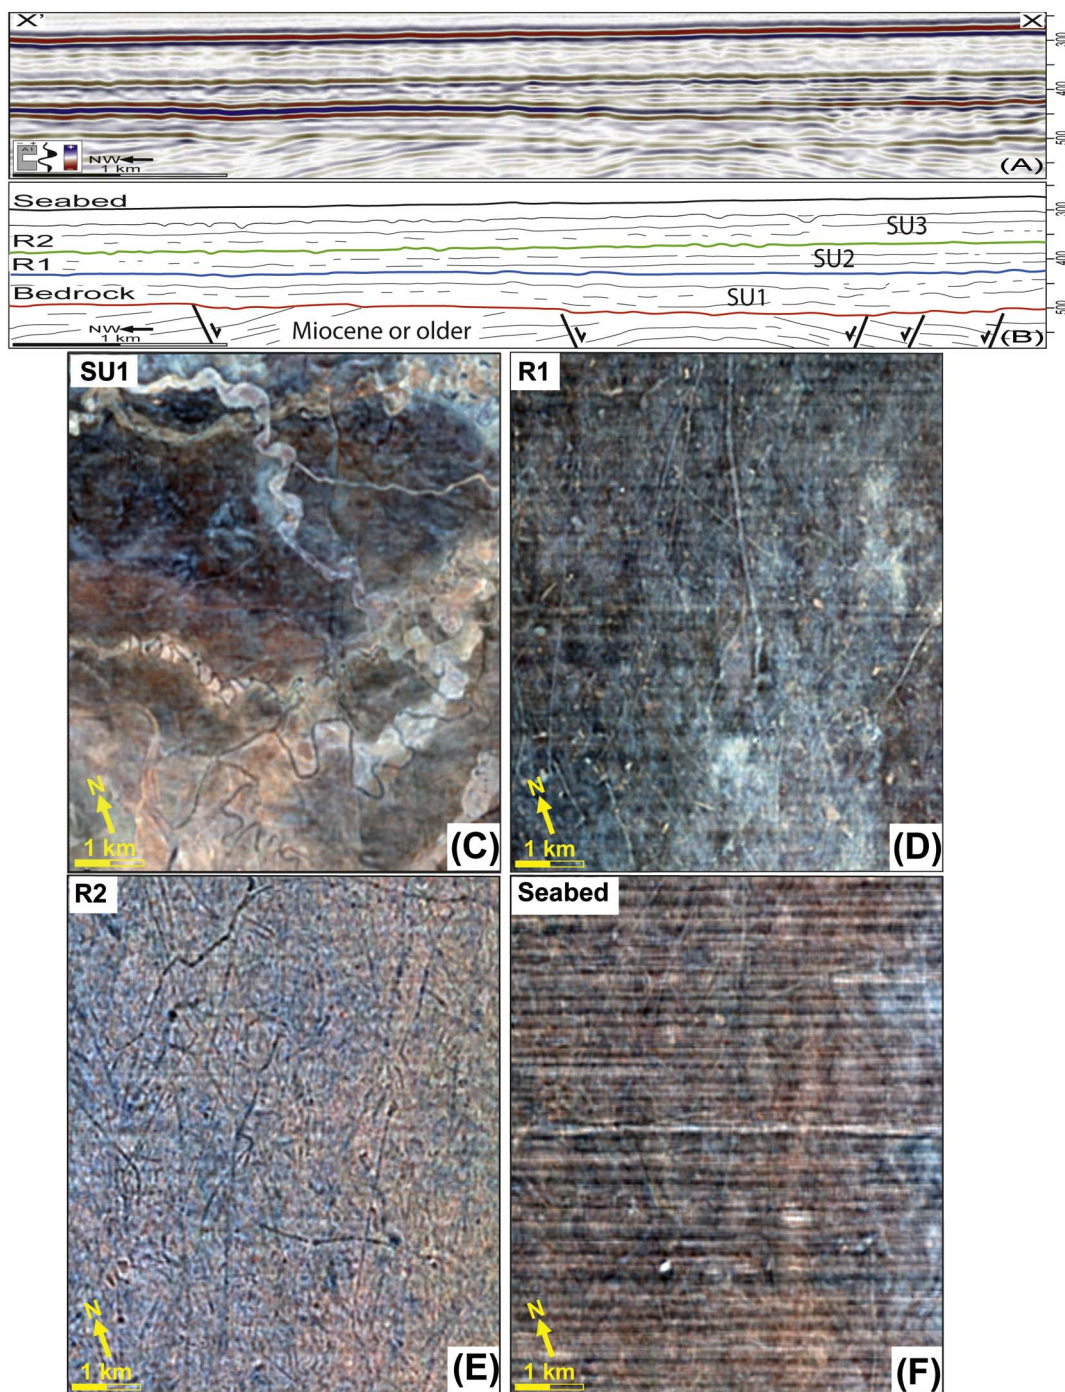 X' X
300
400
500
- +
A I
+
NW
1 km
(A)
Seabed
300
SU3
R2
SU2
400
R1
Bedrock
SU1
500
NW
1 km
Miocene or older
(B)
SU1
N
1 km
(C)
R1
N
1 km
(D)
R2
N
1 km
(E)
Seabed
N
1 km
(F)